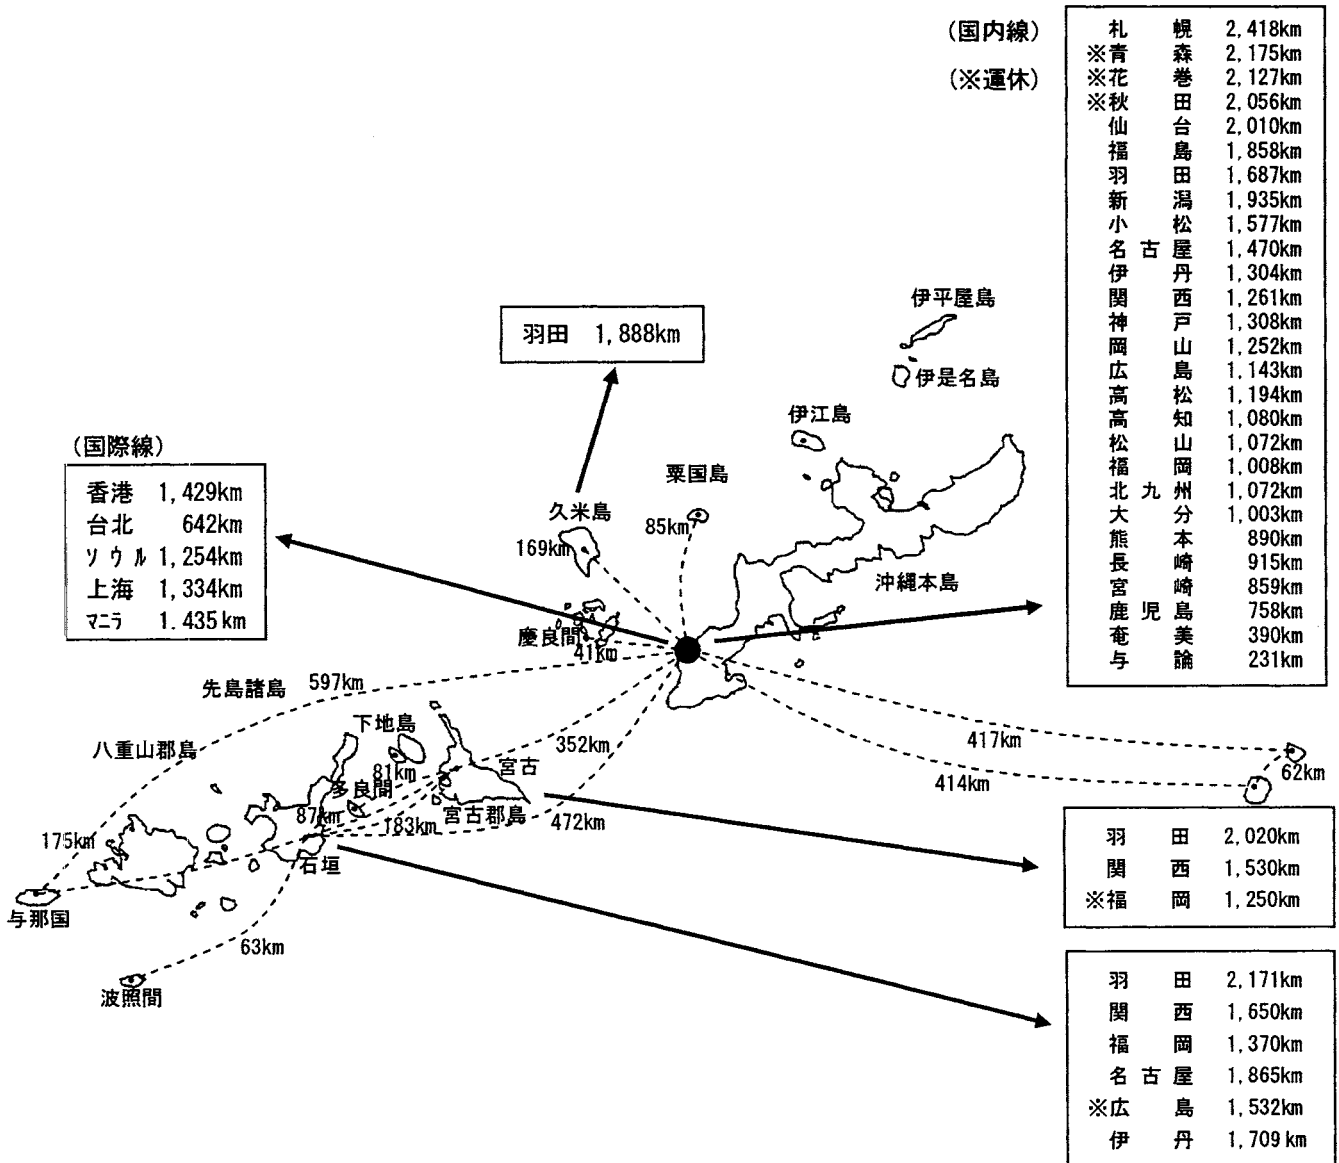 (国内線)
(※運休)
札幌 2,418km
※青森 2,175km
※花巻 2,127km
※秋田 2,056km
仙台 2,010km
福島 1,858km
羽田 1,687km
新潟 1,935km
小松 1,577km
名古屋 1,470km
伊丹 1,304km
関西 1,261km
神戸 1,308km
岡山 1,252km
広島 1,143km
高松 1,194km
高知 1,080km
松山 1,072km
福岡 1,008km
北九州 1,072km
大分 1,003km
熊本 890km
長崎 915km
宮崎 859km
鹿児島 758km
奄美 390km
与論 231km
伊平屋島
羽田 1,888km
伊是名島
伊江島
(国際線)
香港 1,429km
台北 642km
ソウル 1,254km
上海 1,334km
マニラ 1.435km
粟国島
久米島
85km
169km
沖縄本島
慶良間
41km
先島諸島
597km
下地島
八重山郡島
352km
417km
宮古
81km
62km
414km
多良間
87km
宮古郡島
183km
472km
175km
石垣
与那国
63km
波照間
羽田 2,020km
関西 1,530km
※福岡 1,250km
羽田 2,171km
関西 1,650km
福岡 1,370km
名古屋 1,865km
※広島 1,532km
伊丹 1,709km